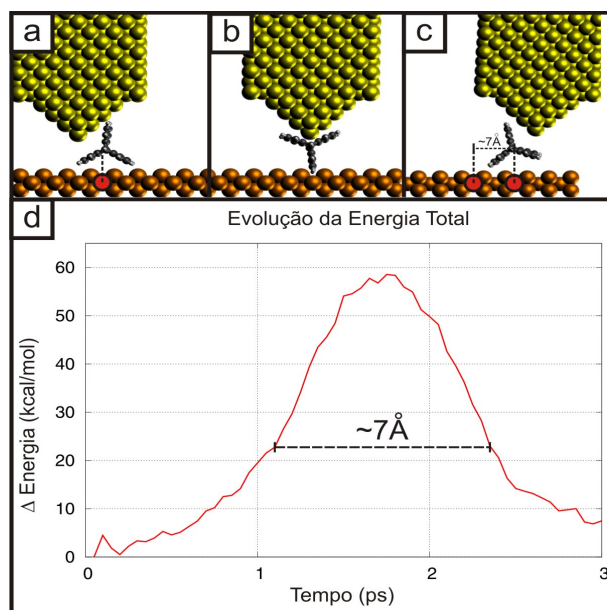 a
b
c
~7Å
d
Evolução da Energia Total
60
50
40
30
20
10
0
Δ Energia (kcal/mol)
~7Å
0
1
2
3
Tempo (ps)